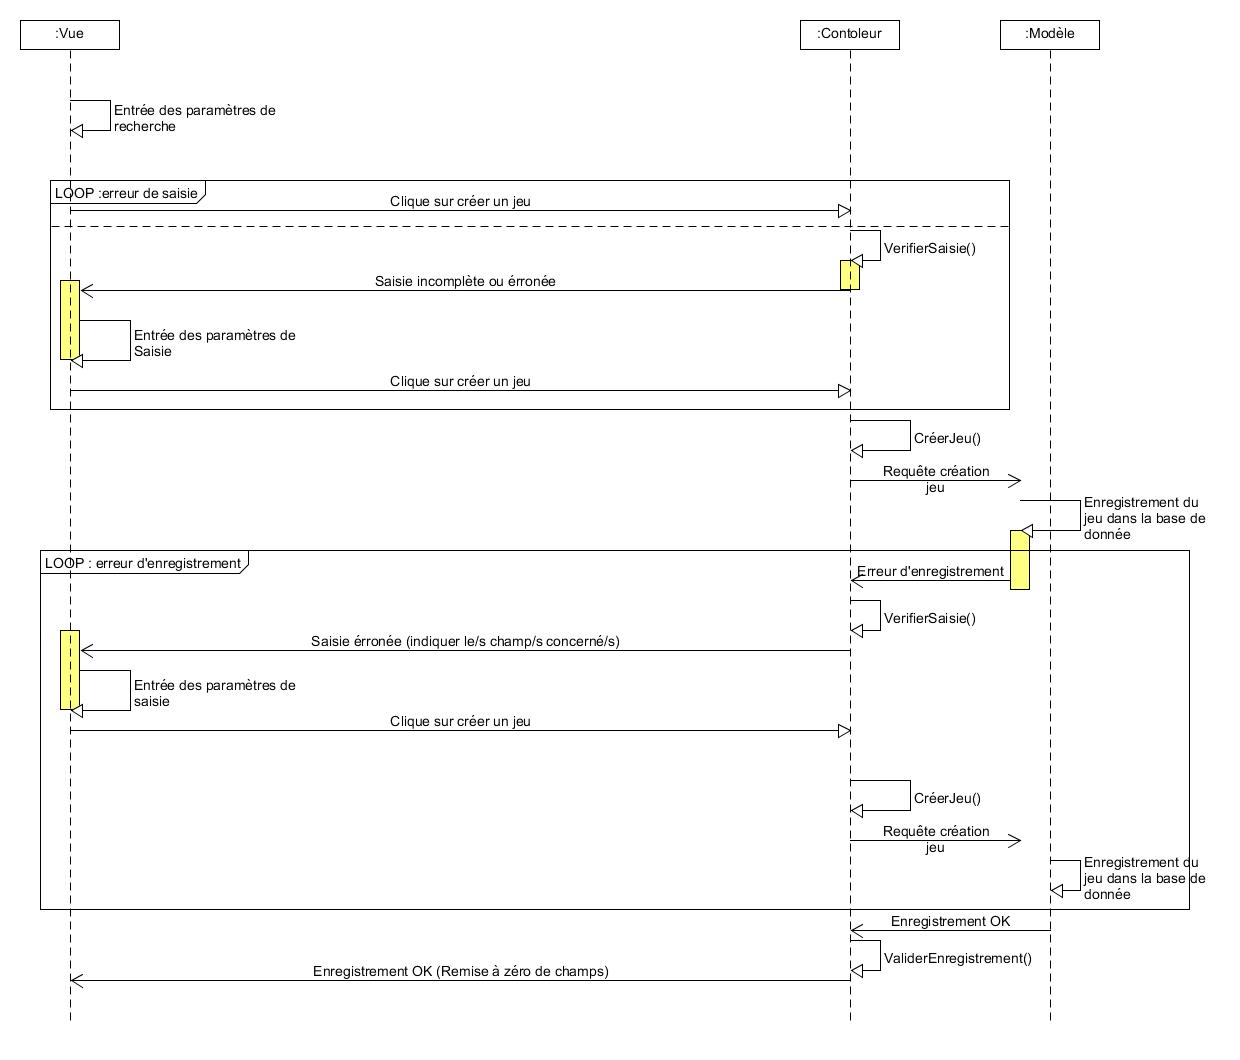 :Vue
:Contoleur
:Modèle
Entrée des paramètres de
recherche
LOOP :erreur de saisie
Clique sur créer un jeu
VerifierSaisie()
Saisie incomplète ou érronée
Entrée des paramètres de
Saisie
Clique sur créer un jeu
CréerJeu()
Requête création
jeu
Enregistrement du
jeu dans la base de
donnée
LOOP : erreur d'enregistrement
Erreur d'enregistrement
VerifierSaisie()
Saisie érronée (indiquer le/s champ/s concerné/s)
Entrée des paramètres de
saisie
Clique sur créer un jeu
CréerJeu()
Requête création
jeu
Enregistrement du
jeu dans la base de
donnée
Enregistrement OK
ValiderEnregistrement()
Enregistrement OK (Remise à zéro de champs)